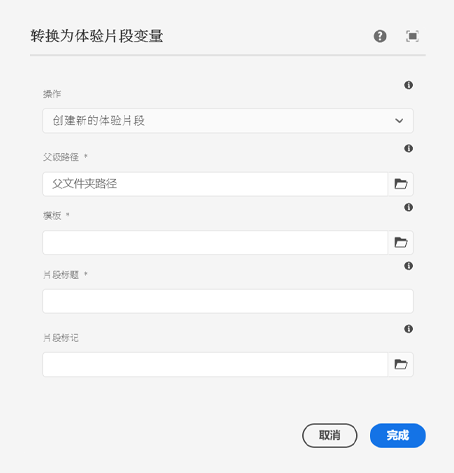 转换为体验片段变量
操作
创建新的体验片段
父级路径 *
父文件夹路径
模板 *
片段标题 *
片段标记
取消 完成